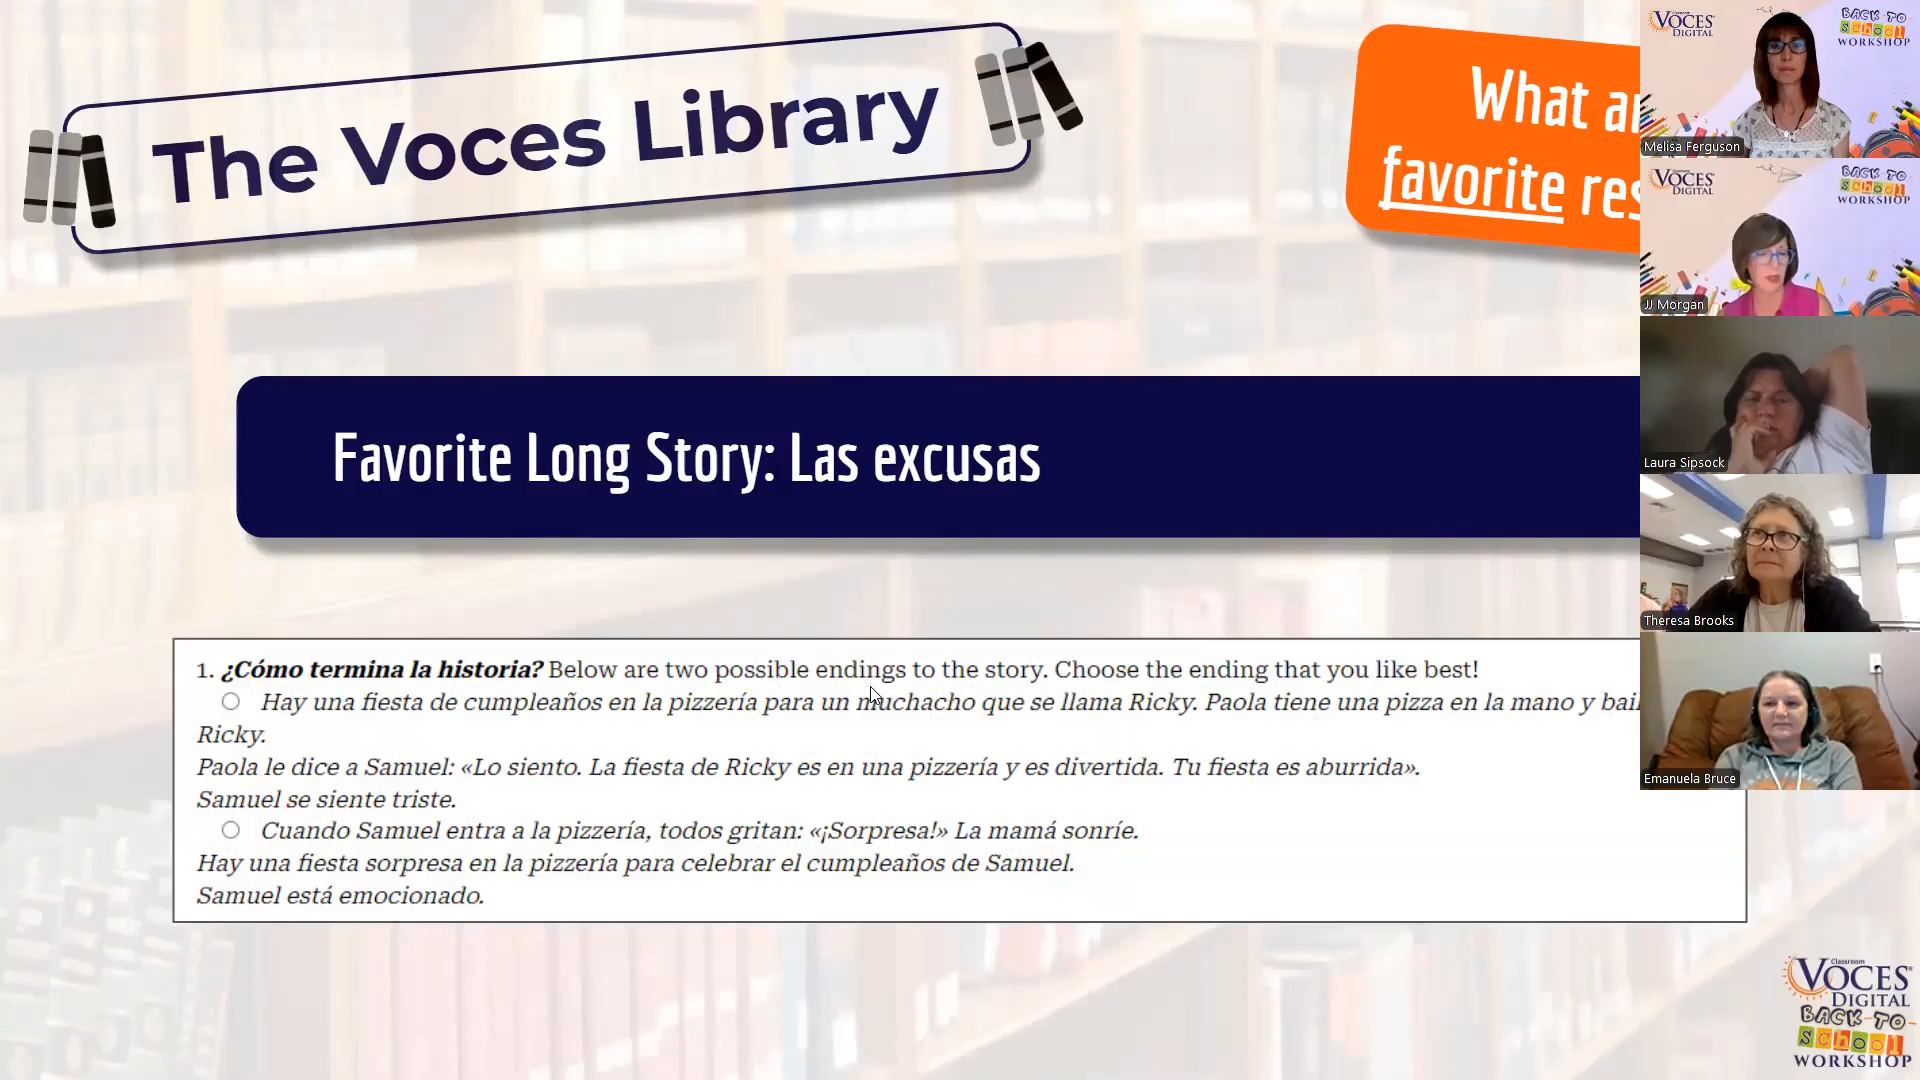 The Voces Library
What
favorite
Favorite Long Story: Las excusas
1. ¿Cómo termina la historia? Below are two possible endings to the story. Choose the ending that you like best!
Hay una fiesta de cumpleaños en la pizzería para un muchacho que se llama Ricky. Paola tiene una pizza en la mano y
Ricky.
Paola le dice a Samuel: «Lo siento. La fiesta de Ricky es en una pizzería y es divertida. Tu fiesta es aburrida».
Samuel se siente triste.
Cuando Samuel entra a la pizzería, todos gritan: «¡Sorpresa!» La mamá sonríe.
Hay una fiesta sorpresa en la pizzería para celebrar el cumpleaños de Samuel.
Samuel está emocionado.
Classroom
VOCES
DIGITAL
BACK TO
SCHOOL
WORKSHOP
Melisa Ferguson
VOCES
DIGITAL
BACK TO
SCHOOL
WORKSHOP
JJ Morgan
Laura Sipsock
Theresa Brooks
Emanuela Bruce
Classroom
VOCES
DIGITAL
BACK TO
SCHOOL
WORKSHOP